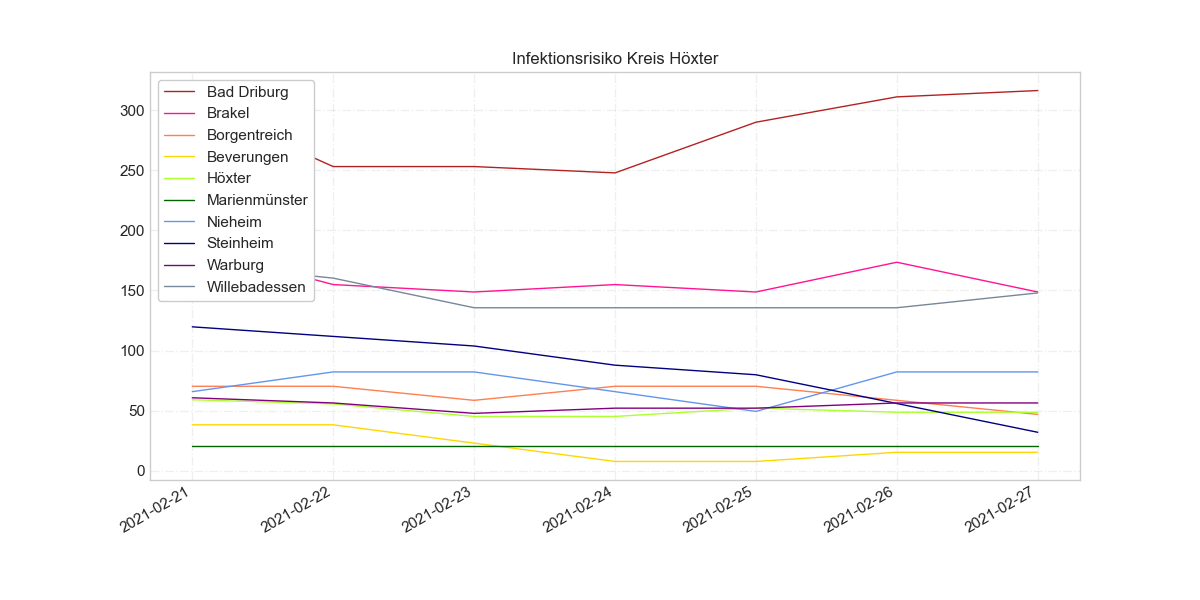 Infektionsrisiko Kreis Höxter
Bad Driburg
Brakel
Borgentreich
Beverungen
Höxter
Marienmünster
Nieheim
Steinheim
Warburg
Willebadessen
300
250
200
150
100
50
0
2021-02-21
2021-02-22
2021-02-23
2021-02-24
2021-02-25
2021-02-26
2021-02-27